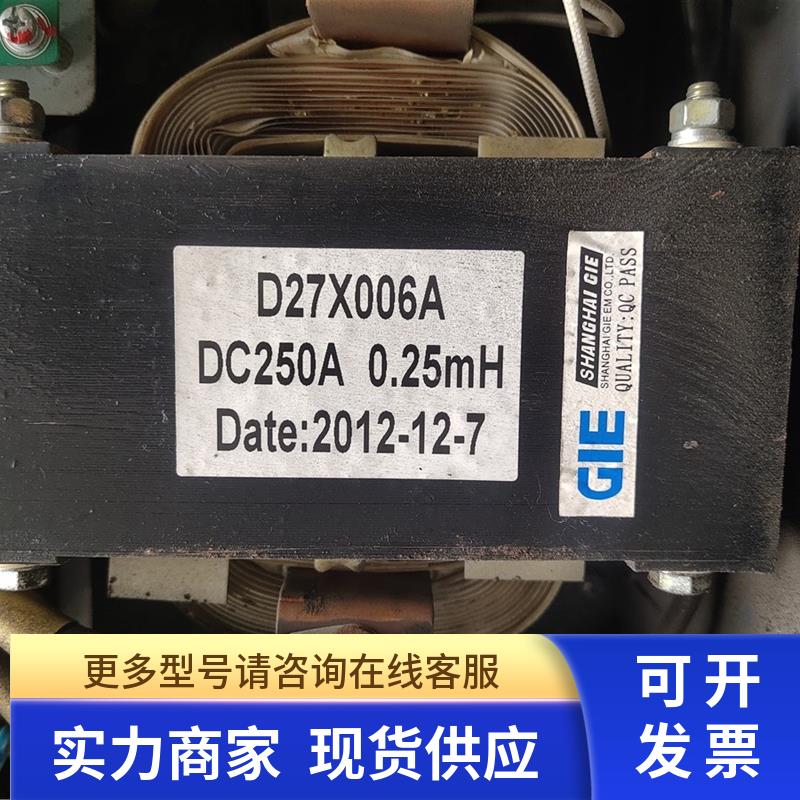 D27X006A
DC250A 0.25mH
Date:2012-12-7
SHANGHAI GIE
SHANGHAI GIE EM CO.,LTD.
QUALITY:QC PASS
GIE
更多型号请咨询在线客服
实力商家 现货供应
可开
发票